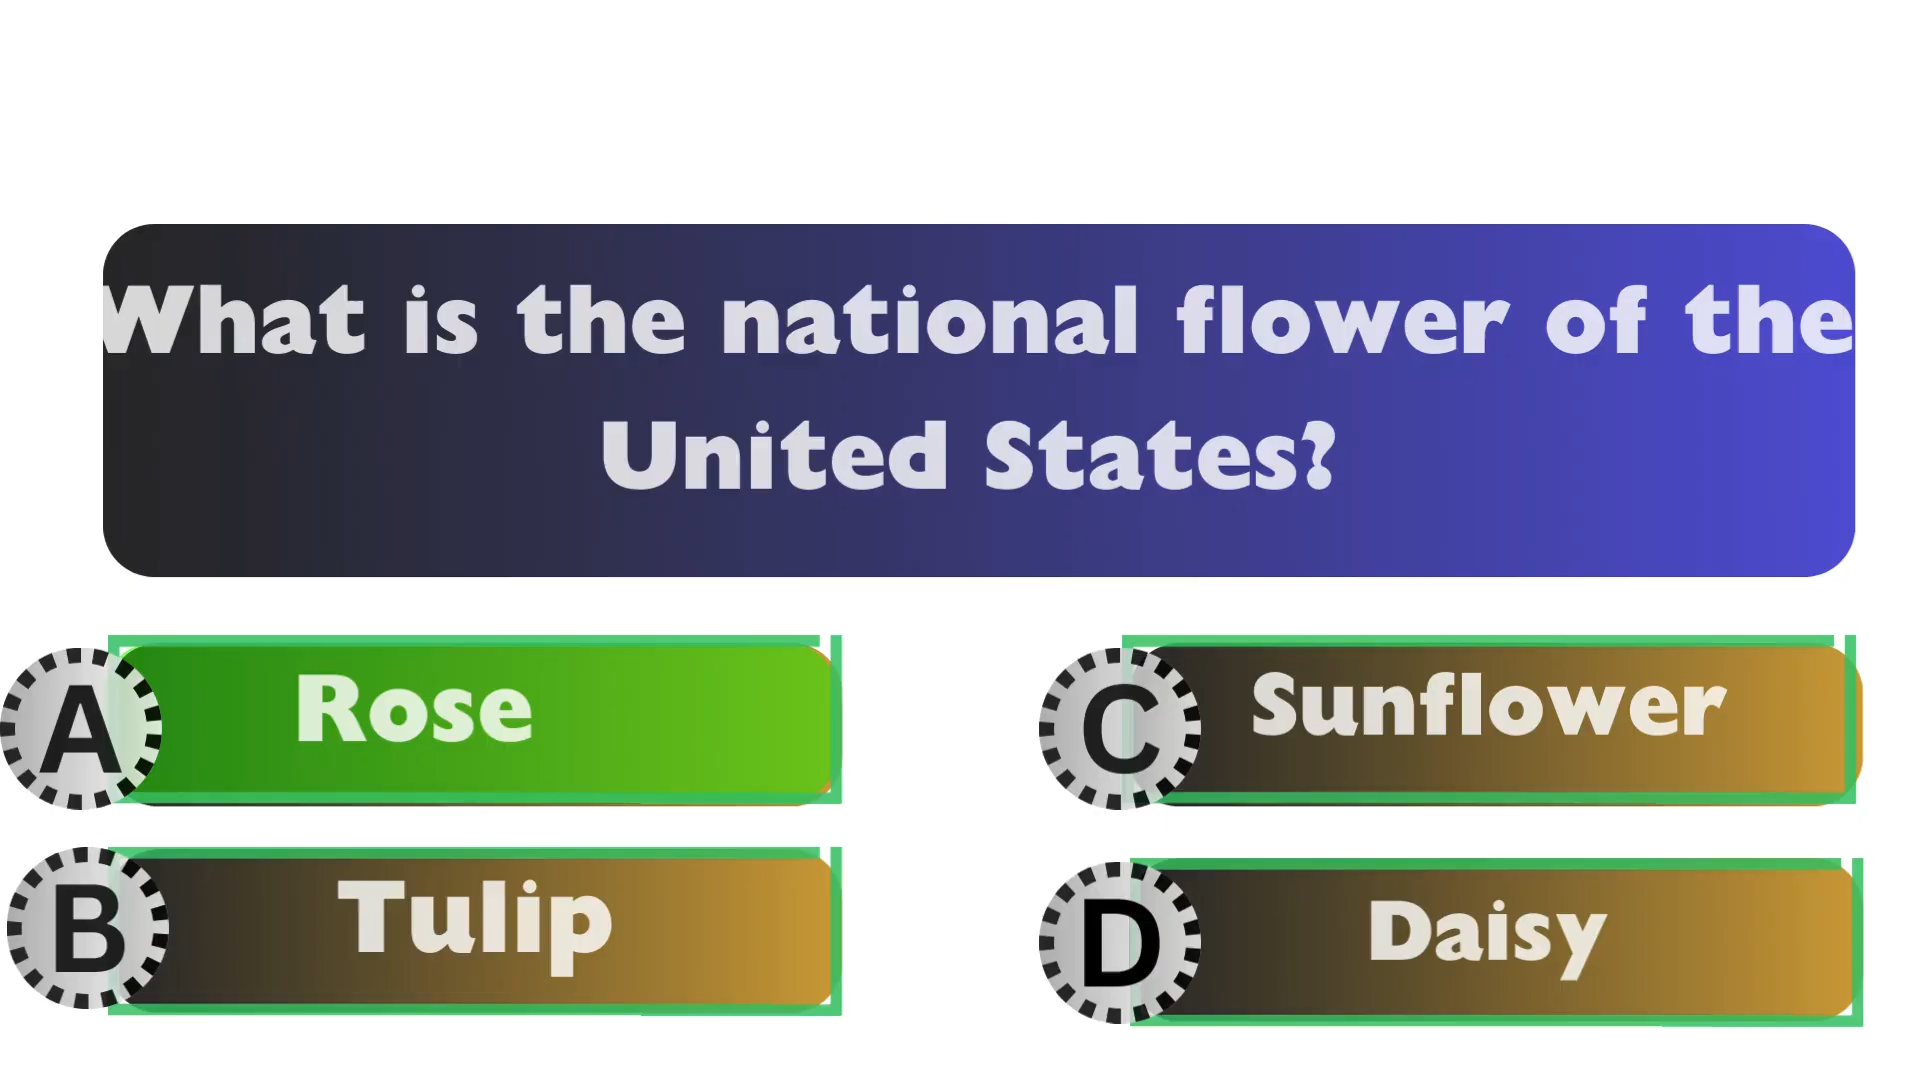 What is the national flower of the
United States?
A Rose
B Tulip
C Sunflower
D Daisy